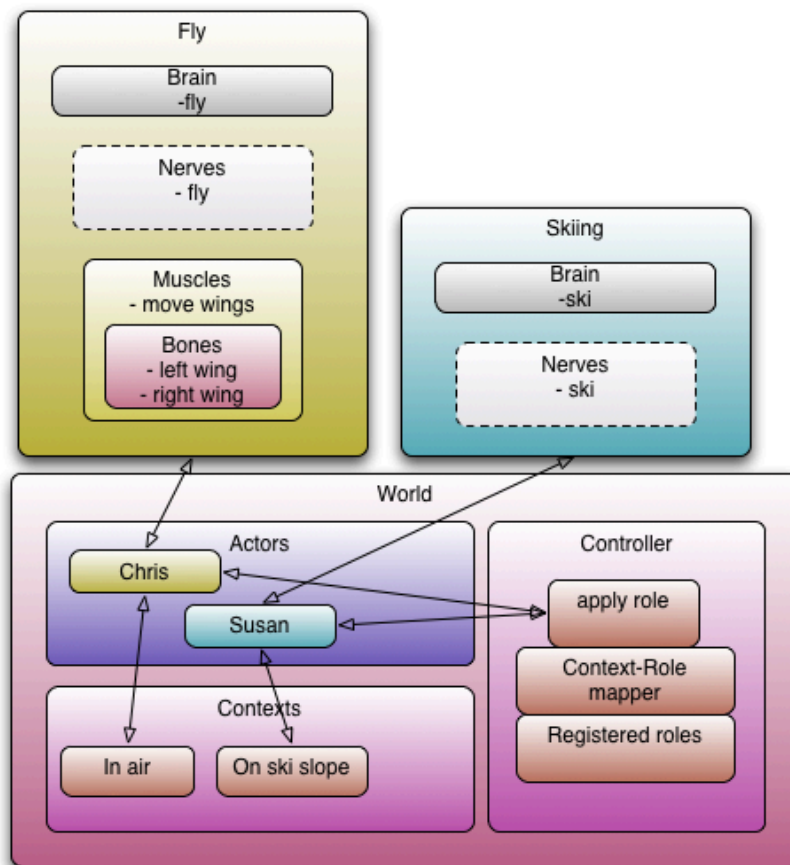 Fly
Brain
-fly
Nerves
- fly
Muscles
- move wings
Bones
- left wing
- right wing
Skiing
Brain
-ski
Nerves
- ski
World
Actors
Chris
Susan
Contexts
In air
On ski slope
Controller
apply role
Context-Role
mapper
Registered roles